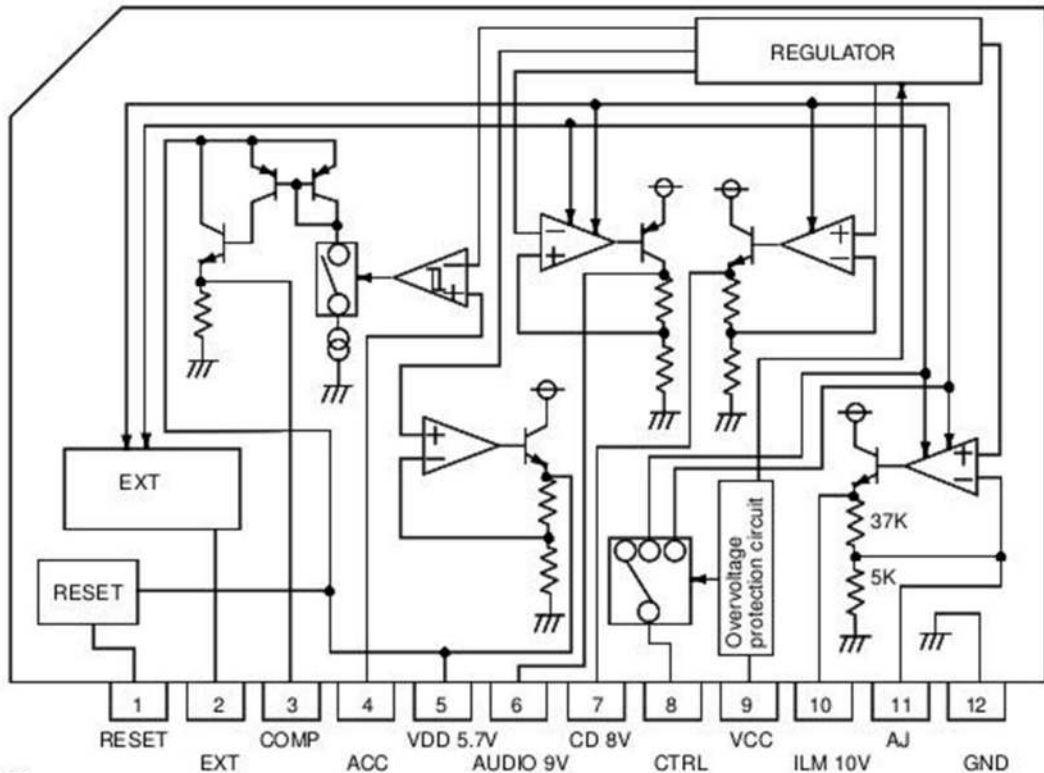 REGULATOR
EXT
37K
5K
RESET
Overvoltage
protection circuit
1 2 3 4 5 6 7 8 9 10 11 12
RESET COMP VDD 5.7V CD 8V VCC AJ
EXT ACC AUDIO 9V CTRL ILM 10V GND